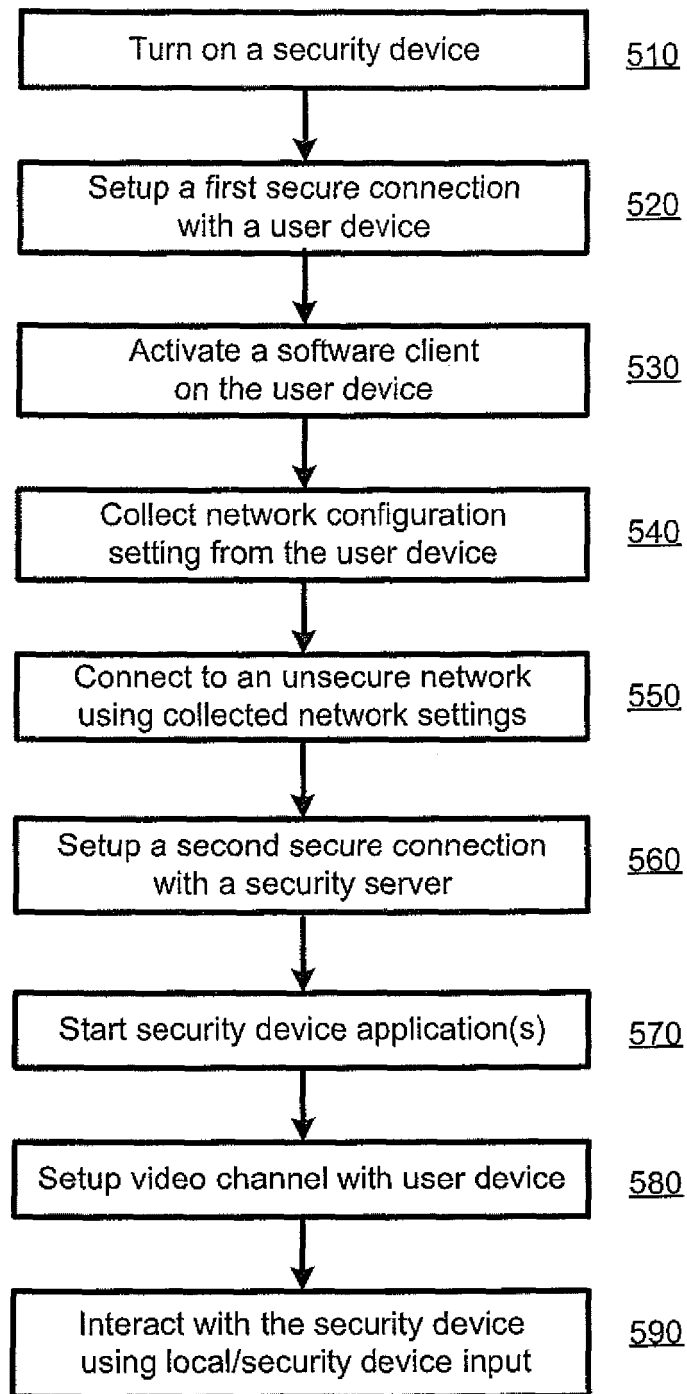 Turn on a security device
510
Setup a first secure connection
with a user device
520
Activate a software client
on the user device
530
Collect network configuration
setting from the user device
540
Connect to an unsecure network
using collected network settings
550
Setup a second secure connection
with a security server
560
Start security device application(s)
570
Setup video channel with user device
580
Interact with the security device
using local/security device input
590